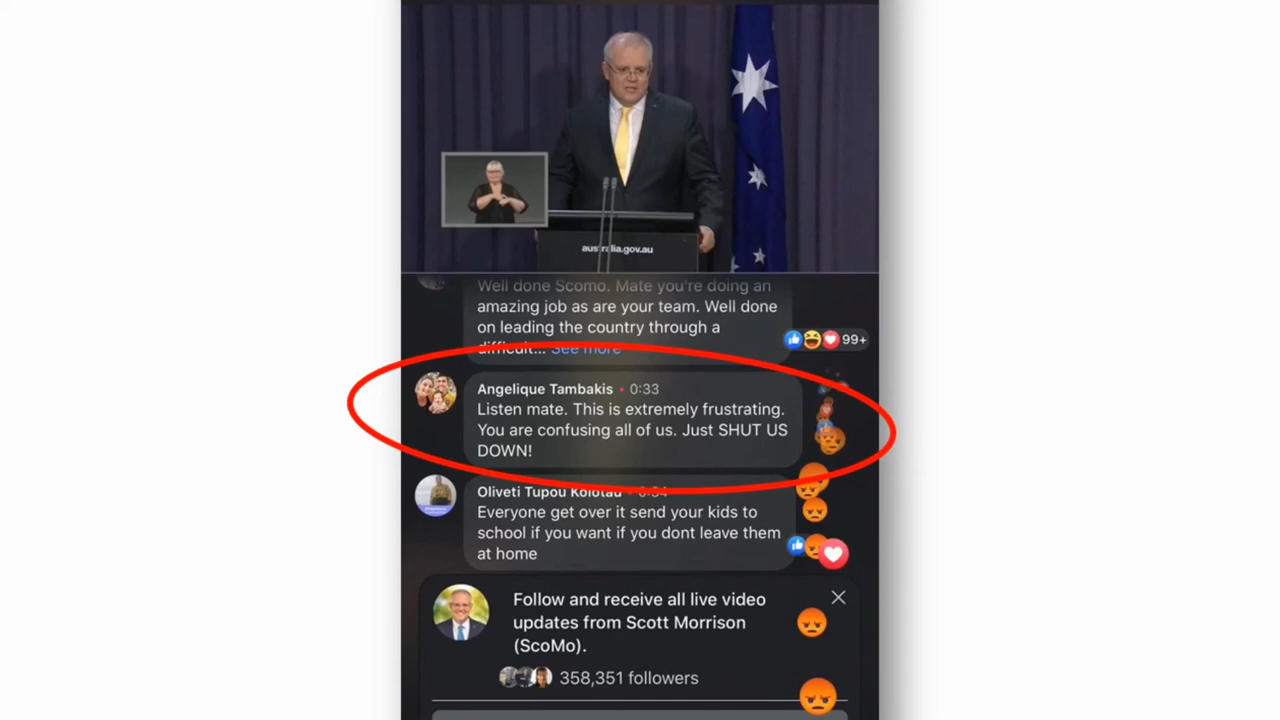 australia.gov.au
Well done Scomo. Mate you're doing an
amazing job as are your team. Well done
on leading the country through a
difficult... See more
99+
Angelique Tambakis • 0:33
Listen mate. This is extremely frustrating.
You are confusing all of us. Just SHUT US
DOWN!
Oliveti Tupou Kolotau • 0:34
Everyone get over it send your kids to
school if you want if you dont leave them
at home
Follow and receive all live video
updates from Scott Morrison
(ScoMo).
358,351 followers